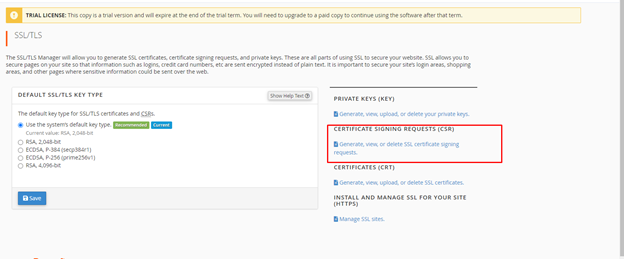 TRIAL LICENSE: This copy is a trial version and will expire at the end of the trial term. You will need to upgrade to a paid copy to continue using the software after that term.
SSL/TLS
The SSL/TLS Manager will allow you to generate SSL certificates, certificate signing requests, and private keys. These are all parts of using SSL to secure your website. SSL allows you to
secure pages on your site so that information such as logins, credit card numbers, etc are sent encrypted instead of plain text. It is important to secure your site's login areas, shopping
areas, and other pages where sensitive information could be sent over the web.
DEFAULT SSL/TLS KEY TYPE
Show Help Text
The default key type for SSL/TLS certificates and CSRs.
Use the system's default key type. Recommended Current
Current value: RSA, 2,048-bit
RSA, 2,048-bit
ECDSA, P-384 (secp384r1)
ECDSA, P-256 (prime256v1)
RSA, 4,096-bit
Save
PRIVATE KEYS (KEY)
Generate, view, upload, or delete your private keys.
CERTIFICATE SIGNING REQUESTS (CSR)
Generate, view, or delete SSL certificate signing
requests.
CERTIFICATES (CRT)
Generate, view, upload, or delete SSL certificates.
INSTALL AND MANAGE SSL FOR YOUR SITE
(HTTPS)
Manage SSL sites.